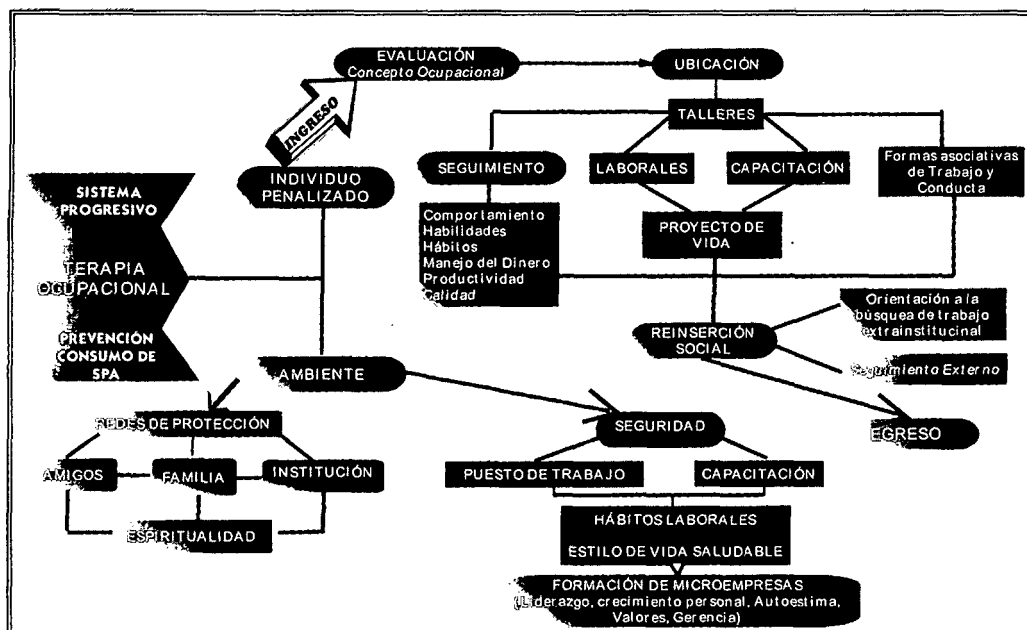 EVALUACIÓN
Concepto Ocupacional
UBICACIÓN
INGRESO
TALLERES
INDIVIDUO
PENALIZADO
SEGUIMIENTO
LABORALES
CAPACITACIÓN
Formas asociativas
de Trabajo y
Conducta
SISTEMA
PROGRESIVO
TERAPIA
OCUPACIONAL
PREVENCIÓN
CONSUMO DE
SPA
Comportamiento
Habilidades
Hábitos
Manejo del Dinero
Productividad
Calidad
PROYECTO DE
VIDA
REINSERCIÓN
SOCIAL
Orientación a la
búsquea de trabajo
extrainstitucinal
Seguimiento Externo
EGRESO
AMBIENTE
REDES DE PROTECCIÓN
AMIGOS
FAMILIA
INSTITUCIÓN
ESPIRITUALIDAD
SEGURIDAD
PUESTO DE TRABAJO
CAPACITACIÓN
HÁBITOS LABORALES
ESTILO DE VIDA SALUDABLE
FORMACIÓN DE MICROEMPRESAS
(Liderazgo, crecimiento personal, Autoestima,
Valores, Gerencia)